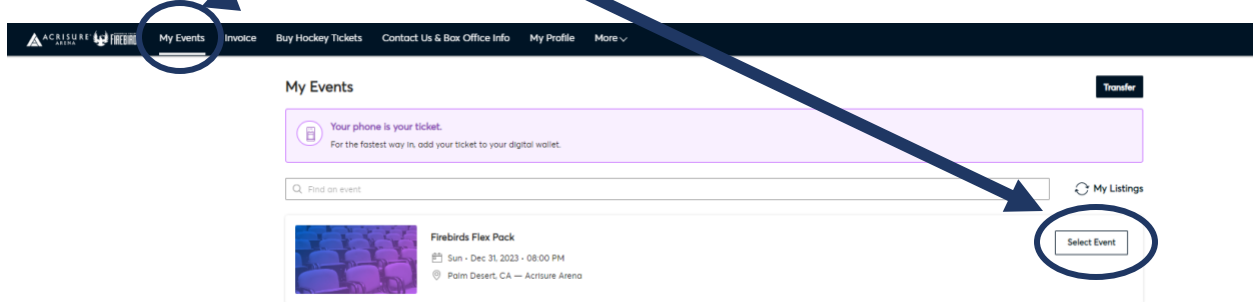 ACRISURE ARENA FIREBIRDS My Events Invoice Buy Hockey Tickets Contact Us & Box Office Info My Profile More
My Events Transfer
Your phone is your ticket.
For the fastest way in, add your ticket to your digital wallet.
Find an event My Listings
Firebirds Flex Pack
Select Event
Sun • Dec 31, 2023 • 08:00 PM
Palm Desert, CA — Acrisure Arena